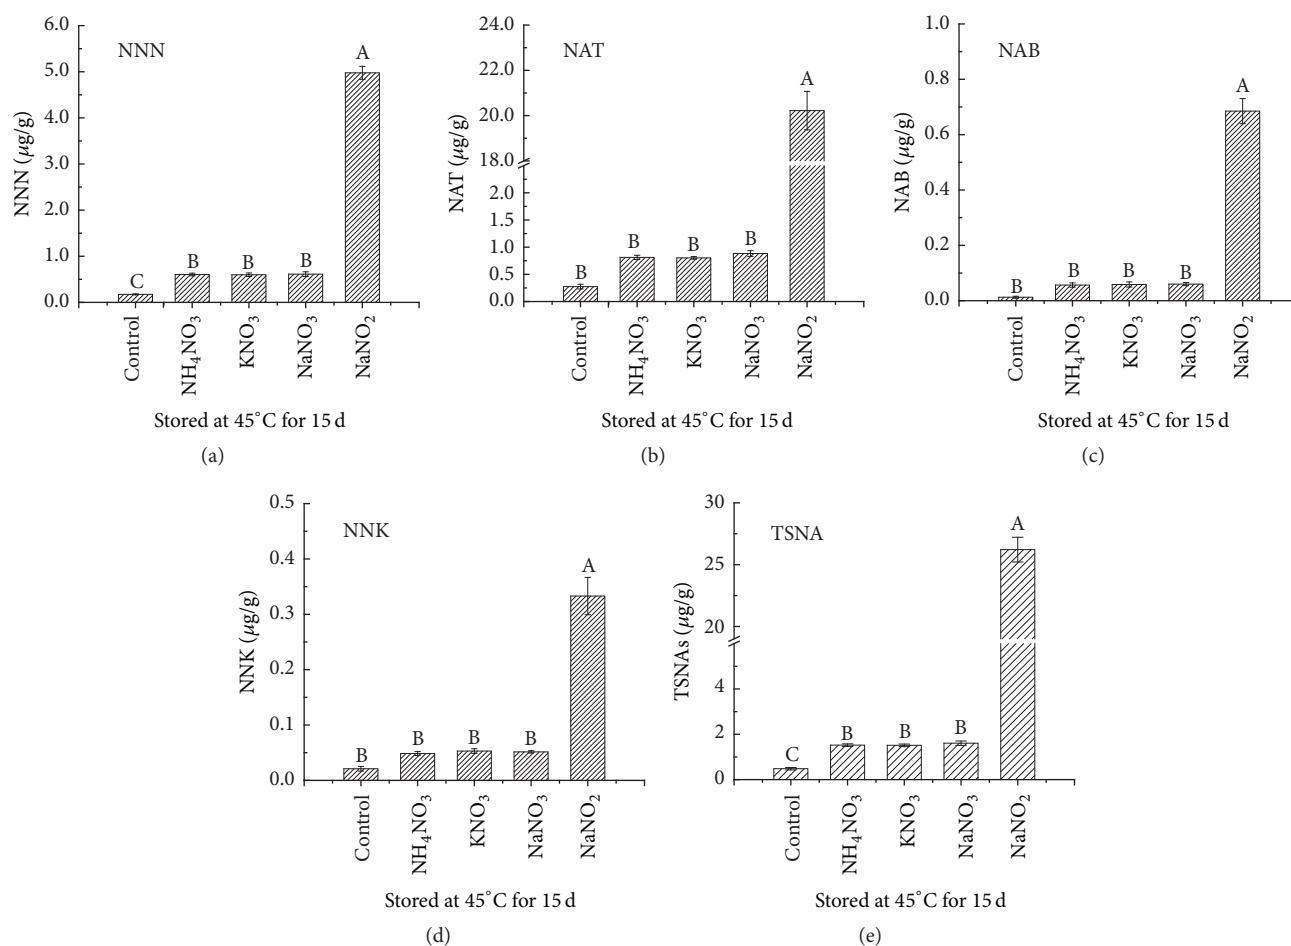 NNN
NNN (μg/g)
6.0
5.0
4.0
3.0
2.0
1.0
0.0
C
B
B
B
A
Control
NH₄NO₃
KNO₃
NaNO₃
NaNO₂
Stored at 45°C for 15 d
(a)
NAT
NAT (μg/g)
24.0
22.0
20.0
18.0
2.0
1.5
1.0
0.5
0.0
B
B
B
B
A
Control
NH₄NO₃
KNO₃
NaNO₃
NaNO₂
Stored at 45°C for 15 d
(b)
NAB
NAB (μg/g)
1.0
0.8
0.6
0.4
0.2
0.0
B
B
B
B
A
Control
NH₄NO₃
KNO₃
NaNO₃
NaNO₂
Stored at 45°C for 15 d
(c)
NNK
NNK (μg/g)
0.5
0.4
0.3
0.2
0.1
0.0
B
B
B
B
A
Control
NH₄NO₃
KNO₃
NaNO₃
NaNO₂
Stored at 45°C for 15 d
(d)
TSNA
TSNAs (μg/g)
30
25
20
4
2
0
C
B
B
B
A
Control
NH₄NO₃
KNO₃
NaNO₃
NaNO₂
Stored at 45°C for 15 d
(e)